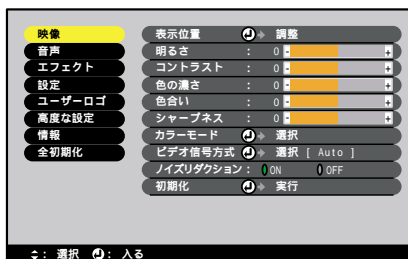 映像
音声
エフェクト
設定
ユーザーロゴ
高度な設定
情報
全初期化
表示位置 調整
明るさ : 0 - +
コントラスト : 0 - +
色の濃さ : 0 - +
色合い : 0 - +
シャープネス : 0 - +
カラーモード 選択
ビデオ信号方式 選択 [ Auto ]
ノイズリダクション : ON OFF
初期化 実行
: 選択 : 入る